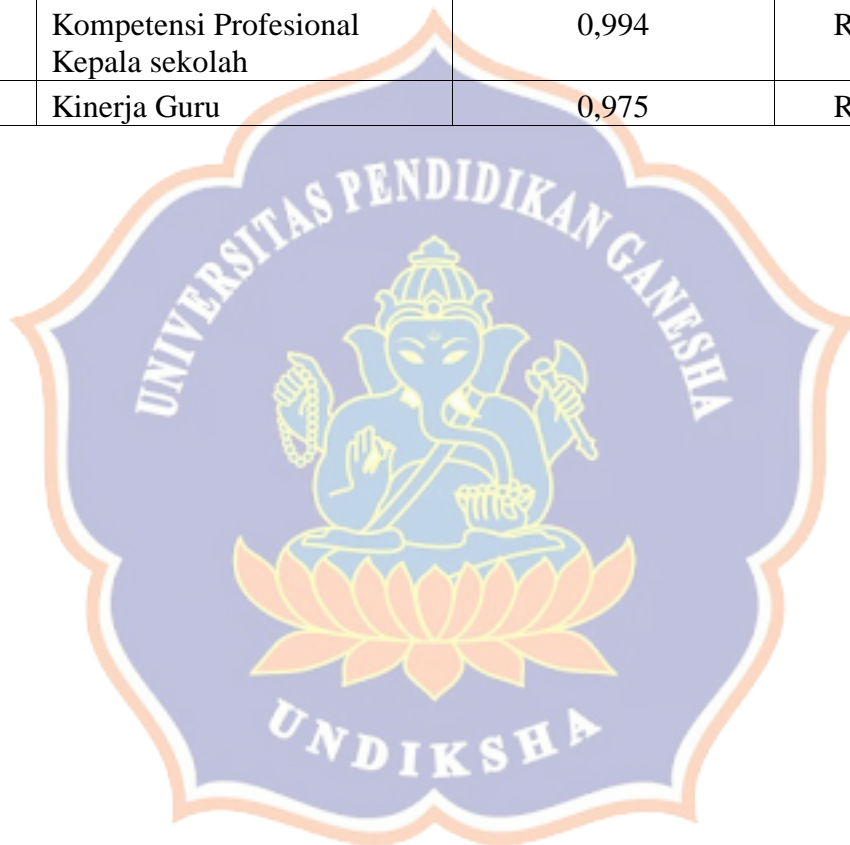 Kompetensi Profesional 0,994 R
Kepala sekolah
Kinerja Guru 0,975 R
UNIVERSITAS PENDIDIKAN GANESHA
UNDIKSHA